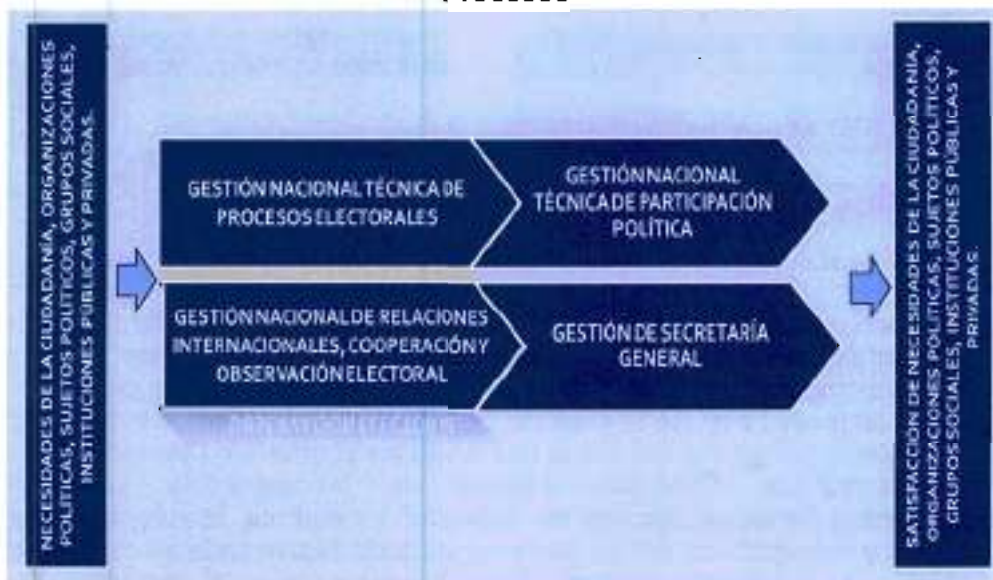 NECESIDADES DE LA CIUDADANÍA, ORGANIZACIONES
POLÍTICAS, SUJETOS POLÍTICOS, GRUPOS SOCIALES,
INSTITUCIONES PÚBLICAS Y PRIVADAS.
GESTIÓN NACIONAL TÉCNICA DE
PROCESOS ELECTORALES
GESTIÓN NACIONAL
TÉCNICA DE PARTICIPACIÓN
POLÍTICA
GESTIÓN NACIONAL DE RELACIONES
INTERNACIONALES, COOPERACIÓN Y
OBSERVACIÓN ELECTORAL
GESTIÓN DE SECRETARÍA
GENERAL
SATISFACCIÓN DE NECESIDADES DE LA CIUDADANÍA,
ORGANIZACIONES POLÍTICAS, SUJETOS POLÍTICOS,
GRUPOS SOCIALES, INSTITUCIONES PÚBLICAS Y
PRIVADAS.